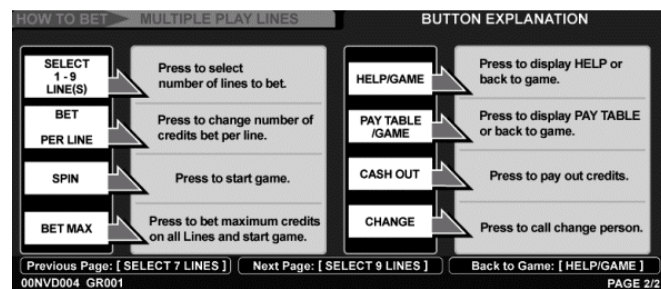 HOW TO BET MULTIPLE PLAY LINES
BUTTON EXPLANATION
SELECT
1 - 9
LINE(S)
Press to select
number of lines to bet.
BET
PER LINE
Press to change number of
credits bet per line.
SPIN
Press to start game.
BET MAX
Press to bet maximum credits
on all Lines and start game.
HELP/GAME
Press to display HELP or
back to game.
PAY TABLE
/GAME
Press to display PAY TABLE
or back to game.
CASH OUT
Press to pay out credits.
CHANGE
Press to call change person.
Previous Page: [ SELECT 7 LINES ] Next Page: [ SELECT 9 LINES ] Back to Game: [ HELP/GAME ]
00NVD004 GR001 PAGE 2/2